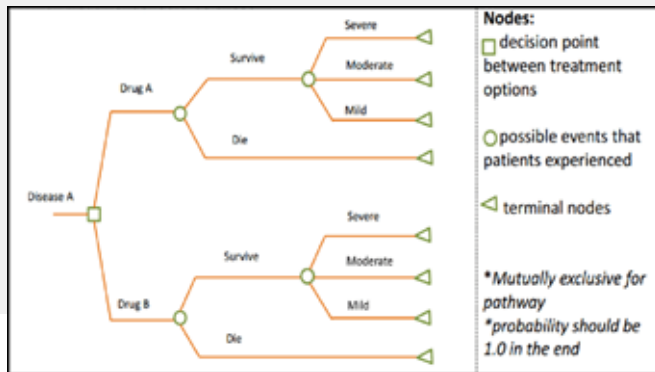 Severe
Survive
Moderate
Drug A
Mild
Die
Disease A
Severe
Survive
Moderate
Drug B
Mild
Die
Nodes:
decision point
between treatment
options
possible events that
patients experienced
terminal nodes
*Mutually exclusive for
pathway
*probability should be
1.0 in the end